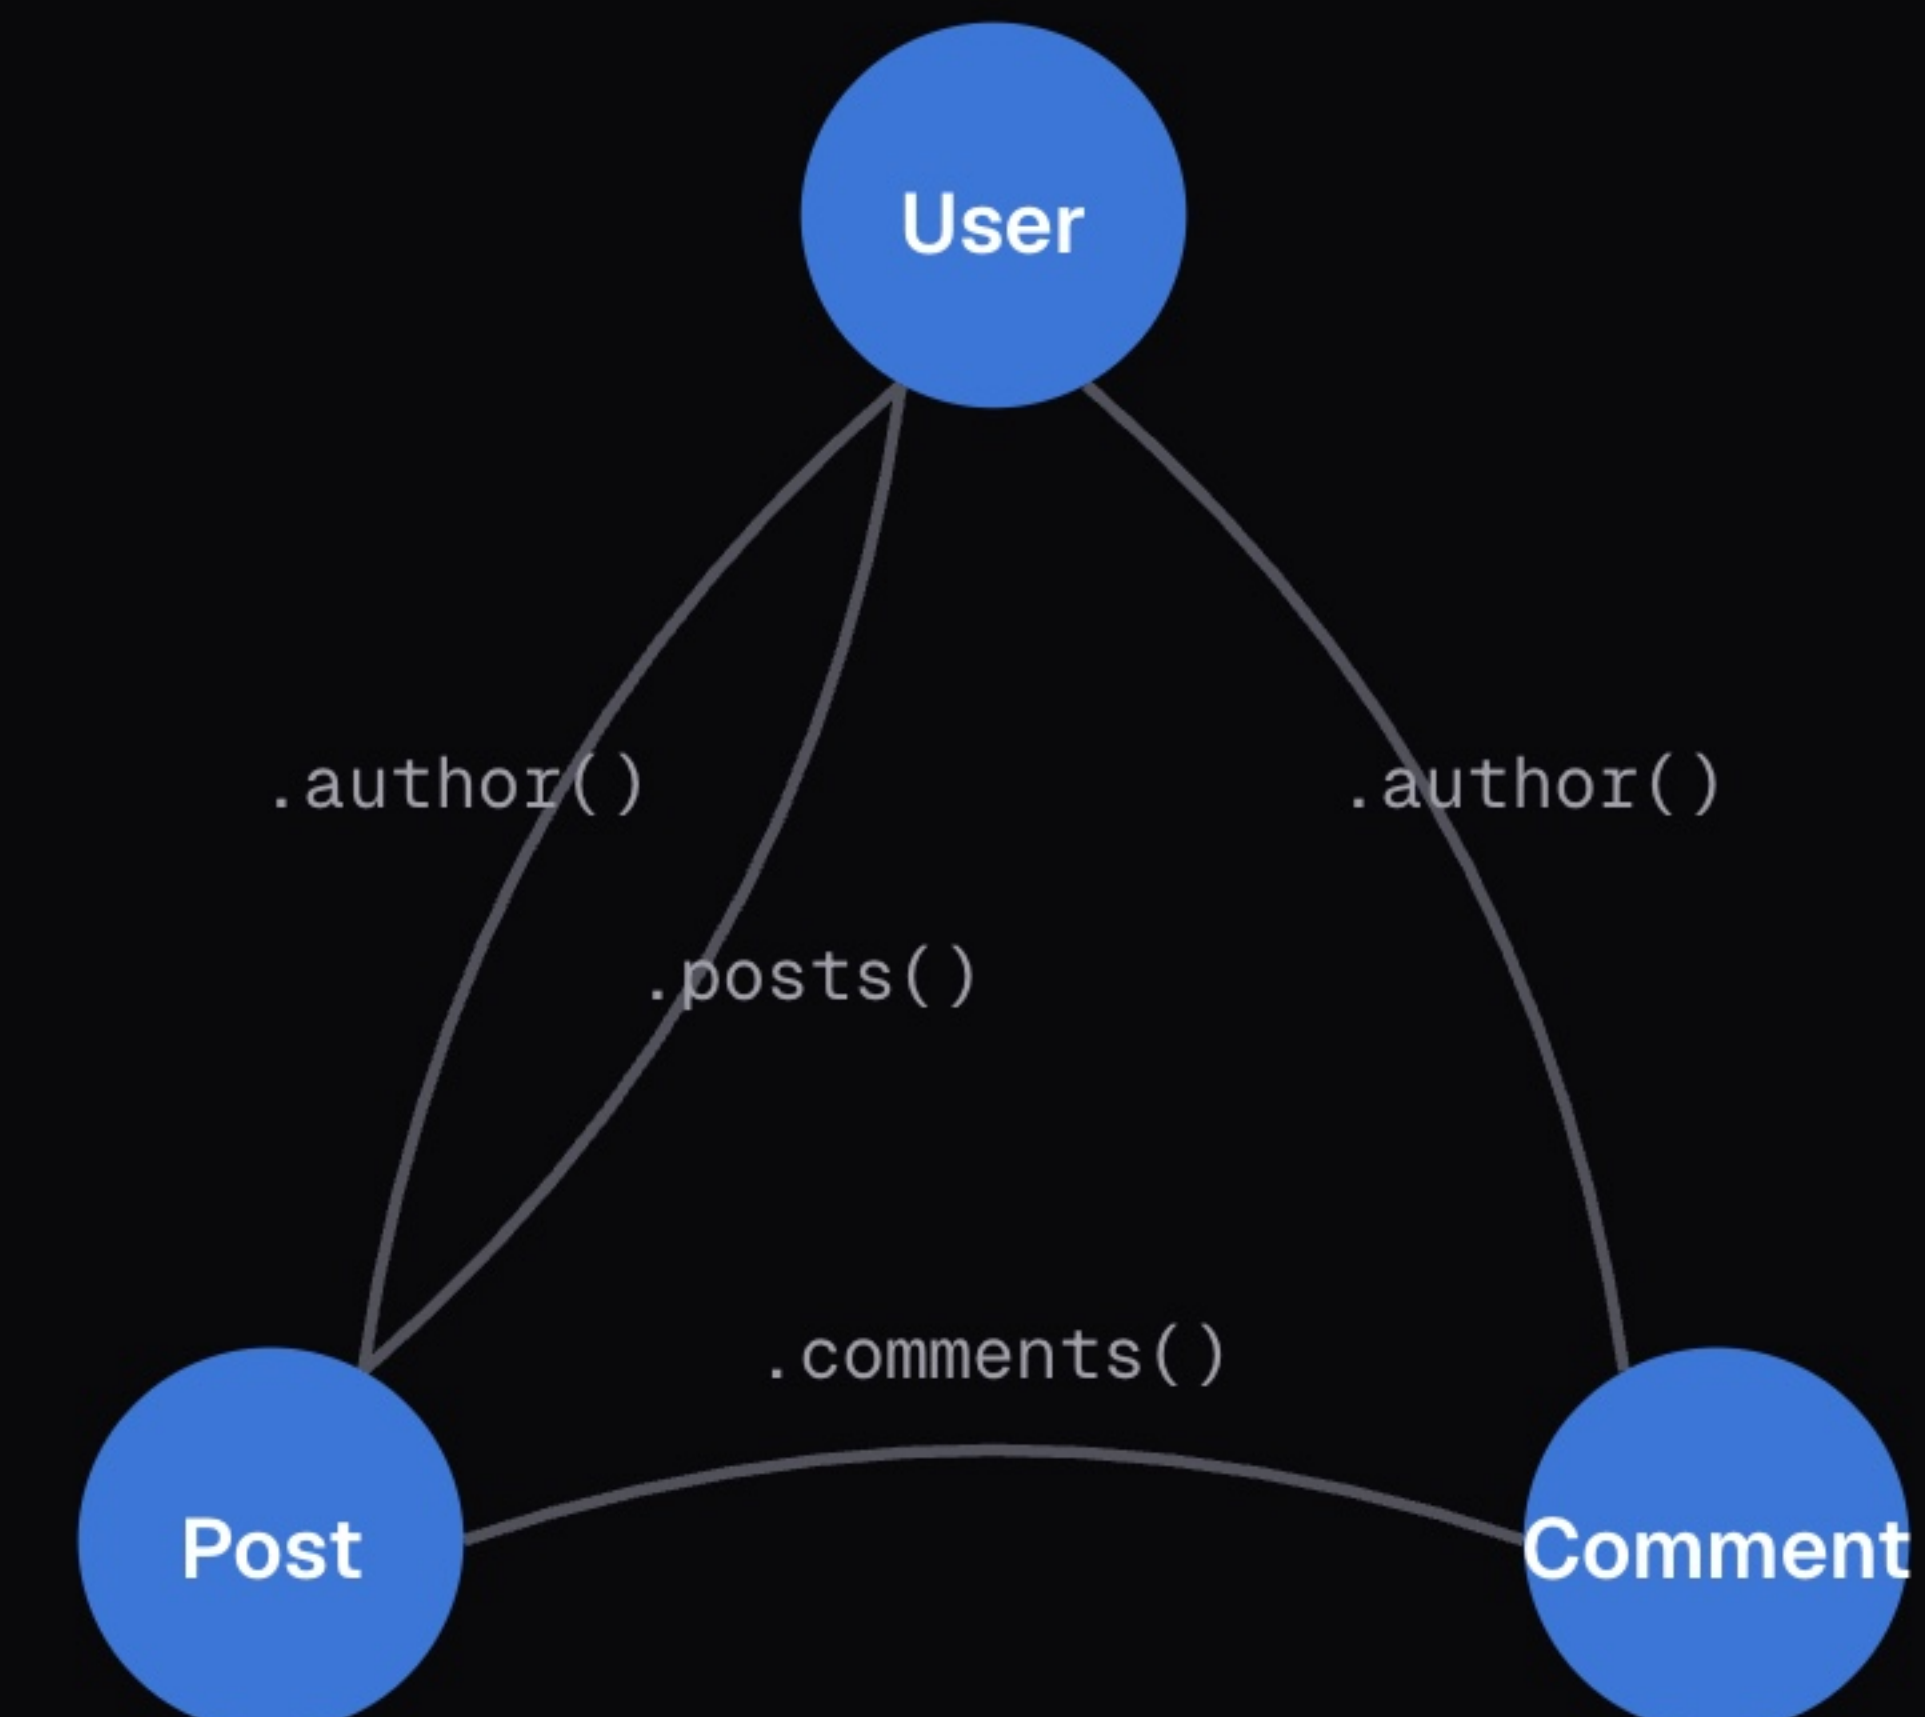 User
.author()
.author()
.posts()
.comments()
Post
Comment